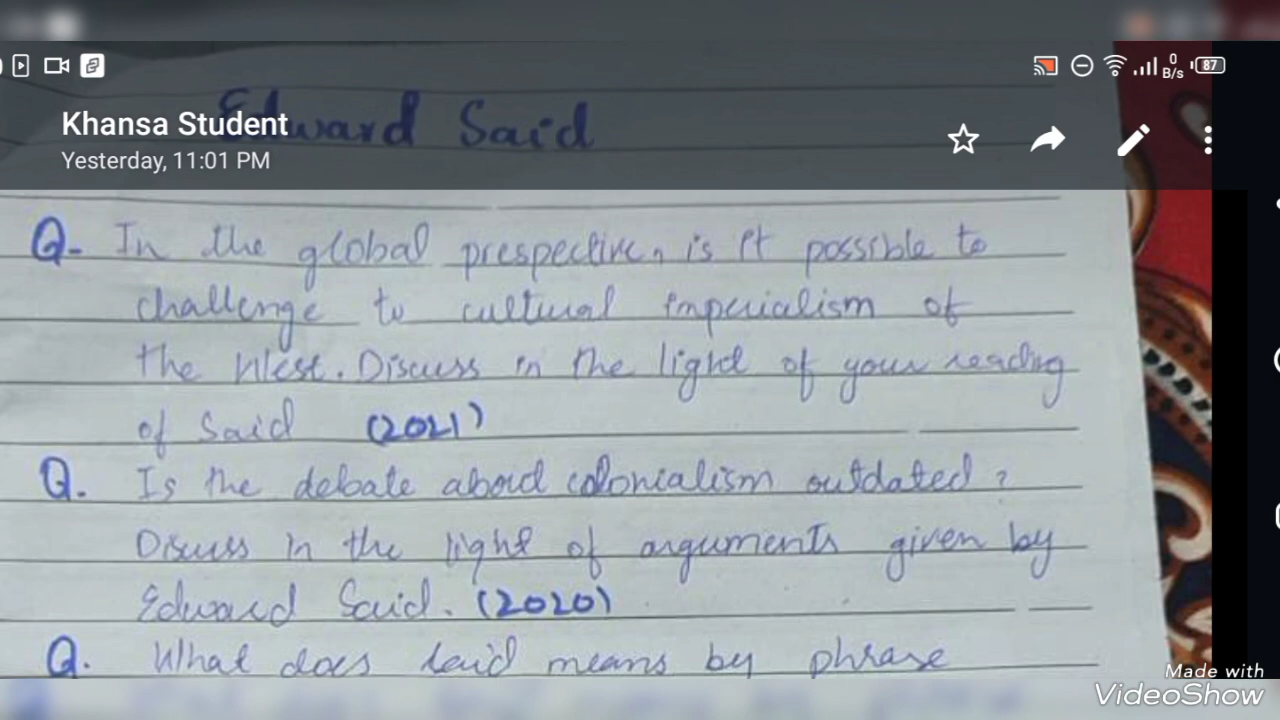 0 B/s 87
Edward Said
Khansa Student
Yesterday, 11:01 PM
Q- In the global prespective, is it possible to
challenge to cultural imperialism of
the West. Discuss in the light of your reading
of Said (2021)
Q. Is the debate about colonialism outdated?
Discuss in the light of arguments given by
Edward Said. (2020)
Q. What does Said means by phrase
Made with
VideoShow